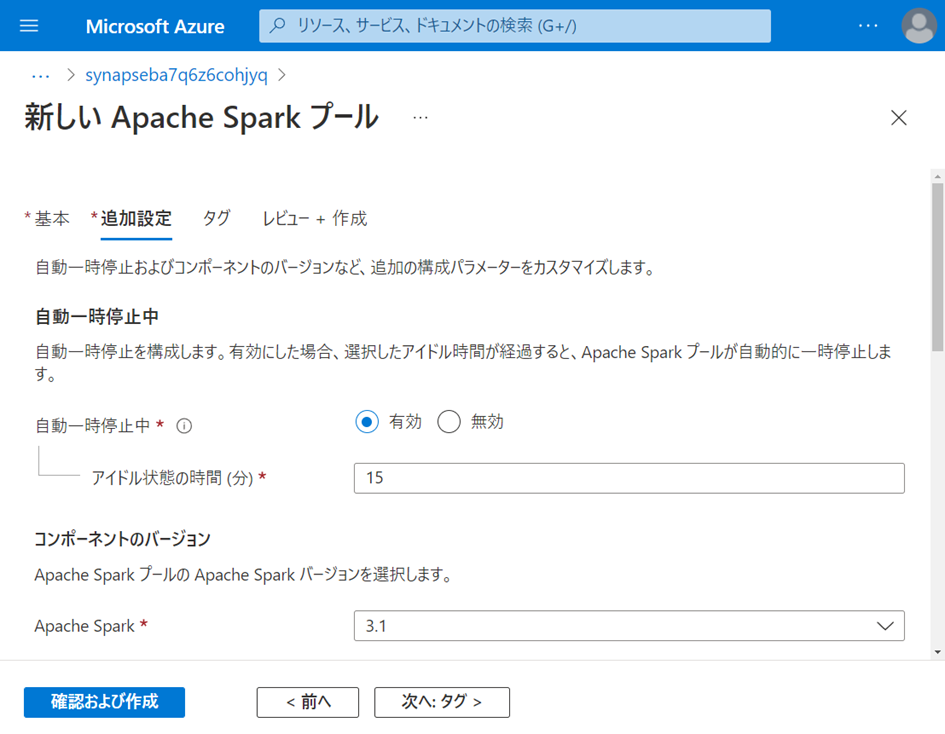 Microsoft Azure
リソース、サービス、ドキュメントの検索 (G+/)
...
... > synapseba7q6z6cohjyq >
新しい Apache Spark プール ...
* 基本 * 追加設定 タグ レビュー + 作成
自動一時停止およびコンポーネントのバージョンなど、追加の構成パラメーターをカスタマイズします。
自動一時停止中
自動一時停止を構成します。有効にした場合、選択したアイドル時間が経過すると、Apache Spark プールが自動的に一時停止しま
す。
自動一時停止中 * 有効 無効
アイドル状態の時間 (分) * 15
コンポーネントのバージョン
Apache Spark プールの Apache Spark バージョンを選択します。
Apache Spark * 3.1
確認および作成 < 前へ 次へ: タグ >